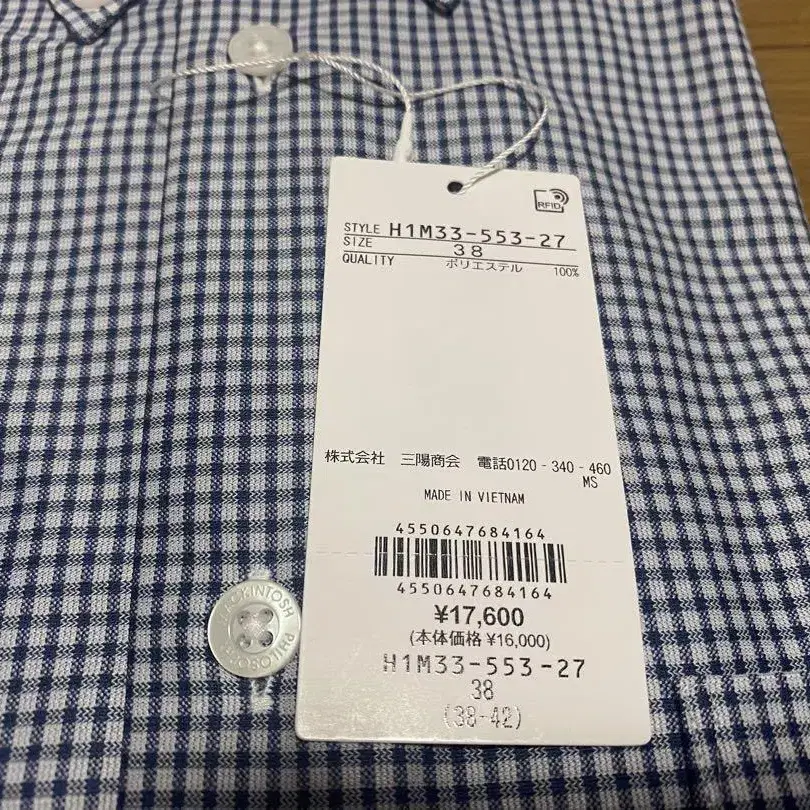 RFID
STYLE H1M33-553-27
SIZE 38
QUALITY ポリエステル 100%
株式会社 三陽商会 電話0120-340-460
MS
MADE IN VIETNAM
4550647684164
4550647684164
¥17,600
(本体価格 ¥16,000)
H1M33-553-27
38
(38-42)
MACKINTOSH
PHILOSOPHY